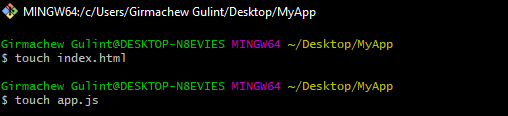 MINGW64:/c/Users/Girmachew Gulint/Desktop/MyApp
Girmachew Gulint@DESKTOP-N8EVIES MINGW64 ~/Desktop/MyApp
$ touch index.html
Girmachew Gulint@DESKTOP-N8EVIES MINGW64 ~/Desktop/MyApp
$ touch app.js